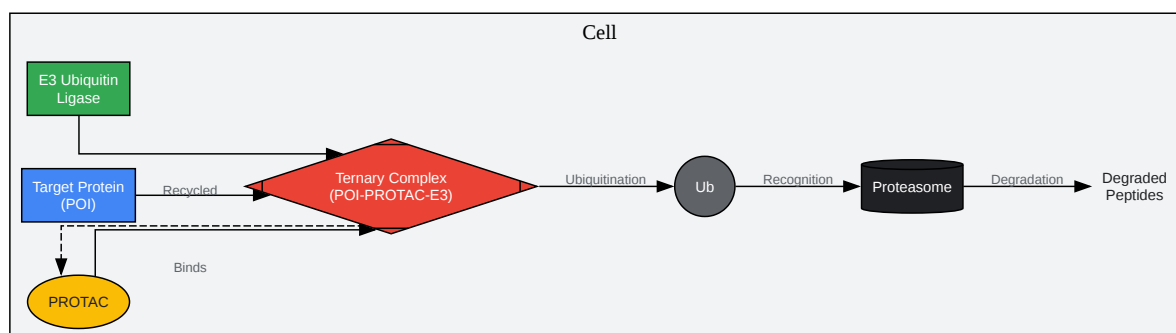 Cell
E3 Ubiquitin
Ligase
Target Protein
(POI)
Recycled
Ternary Complex
(POI-PROTAC-E3)
Ubiquitination
Ub
Recognition
Proteasome
Degradation
Degraded
Peptides
Binds
PROTAC